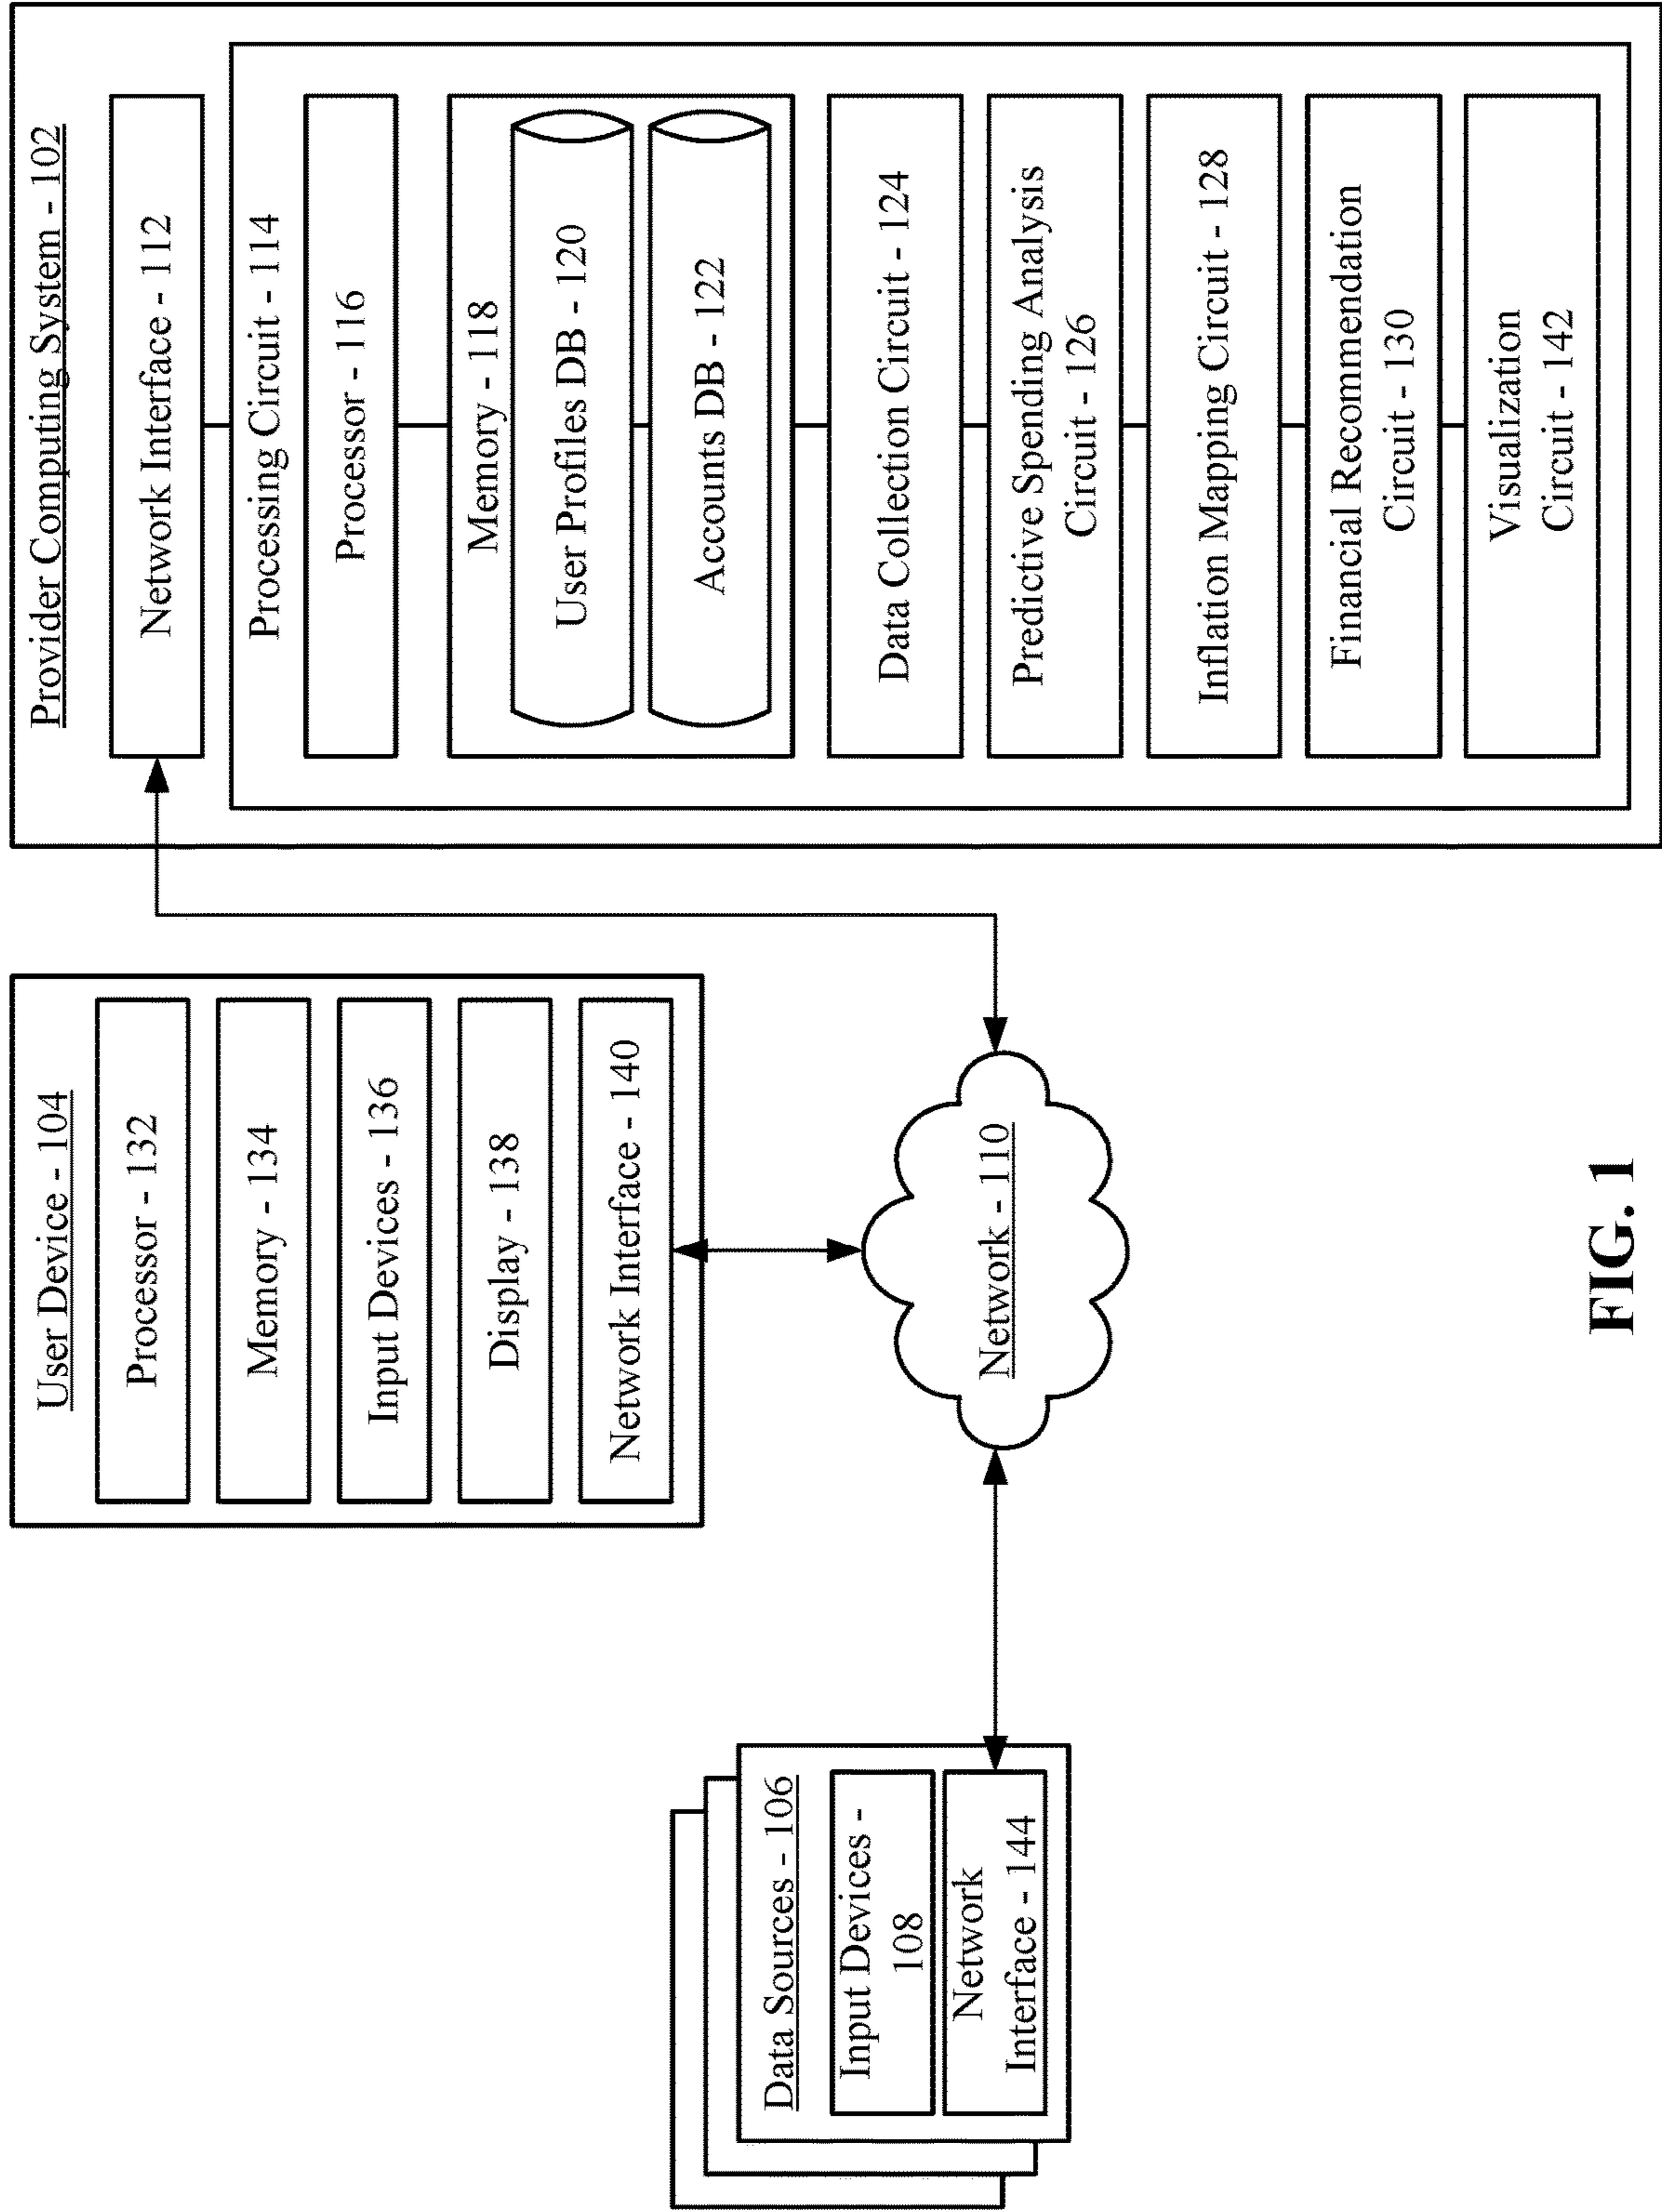 Data Sources - 106
Input Devices -
108
Network
Interface - 144
User Device - 104
Processor - 132
Memory - 134
Input Devices - 136
Display - 138
Network Interface - 140
Network - 110
Provider Computing System - 102
Network Interface - 112
Processing Circuit - 114
Processor - 116
Memory - 118
User Profiles DB - 120
Accounts DB - 122
Data Collection Circuit - 124
Predictive Spending Analysis
Circuit - 126
Inflation Mapping Circuit - 128
Financial Recommendation
Circuit - 130
Visualization
Circuit - 142
FIG. 1